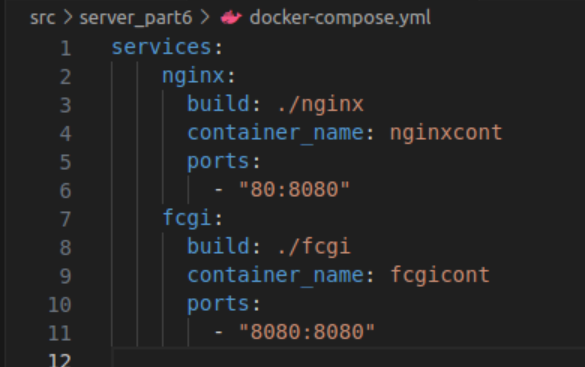 src > server_part6 > docker-compose.yml
1 services:
2 nginx:
3 build: ./nginx
4 container_name: nginxcont
5 ports:
6 - "80:8080"
7 fcgi:
8 build: ./fcgi
9 container_name: fcgicont
10 ports:
11 - "8080:8080"
12